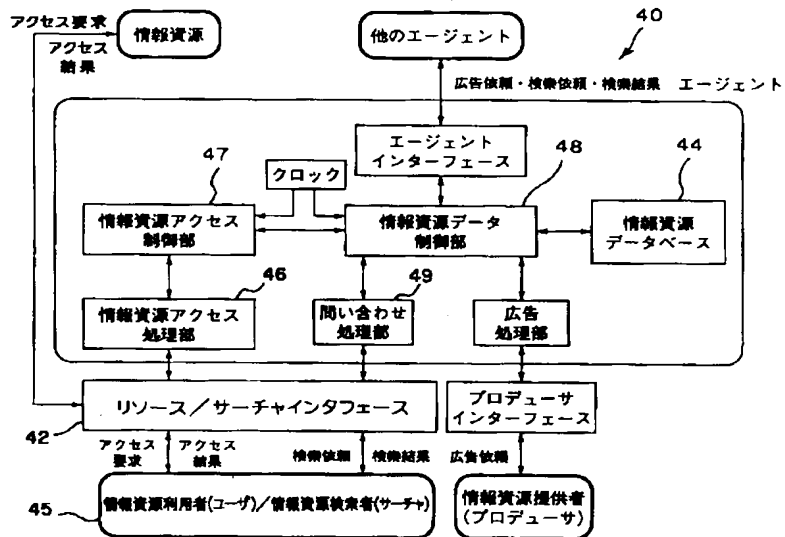 アクセス要求
情報資源
アクセス
結果
他のエージェント
40
広告依頼・検索依頼・検索結果
エージェント
エージェント
インターフェース
47
クロック
48
44
情報資源アクセス
制御部
情報資源データ
制御部
情報資源
データベース
46
49
情報資源アクセス
処理部
問い合わせ
処理部
広告
処理部
リソース/サーチャインタフェース
プロデューサ
インターフェース
42
アクセス
要求
アクセス
結果
検索依頼
検索結果
広告依頼
45
情報資源利用者(ユーザ)/情報資源検索者(サーチャ)
情報資源提供者
(プロデューサ)